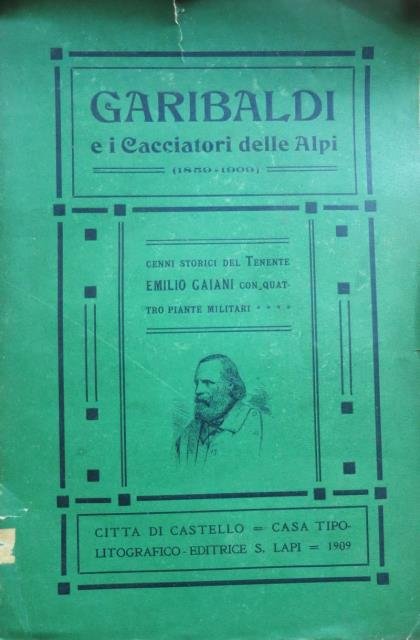 GARIBALDI
e i Cacciatori delle Alpi
(1859-1909)
CENNI STORICI DEL TENENTE
EMILIO GAIANI CON QUAT-
TRO PIANTE MILITARI
CITTA DI CASTELLO = CASA TIPO-
LITOGRAFICO-EDITRICE S. LAPI = 1909